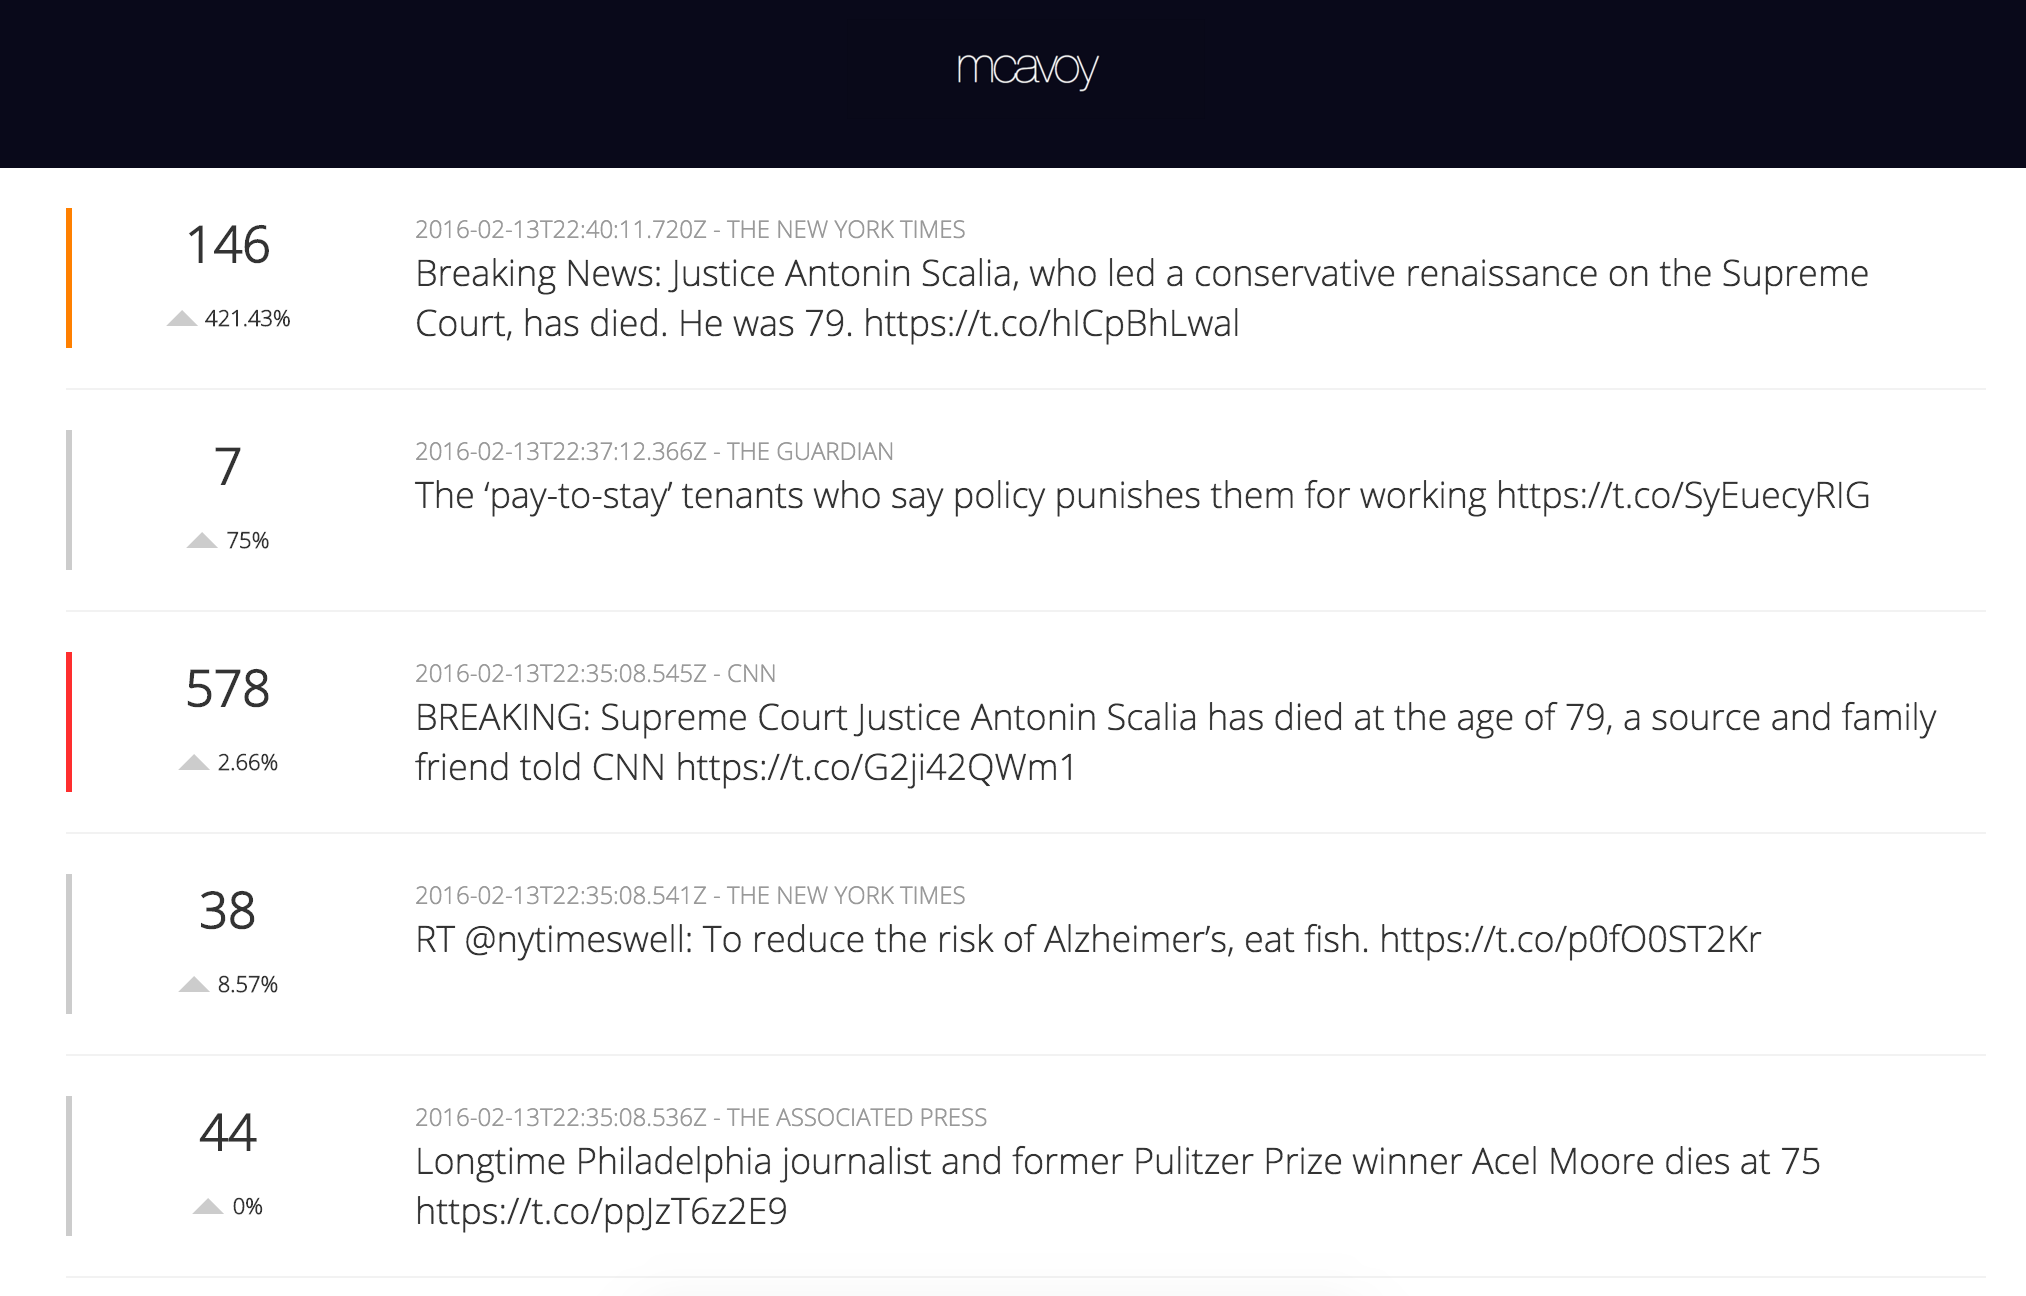 mcavoy
146
421.43%
2016-02-13T22:40:11.720Z - THE NEW YORK TIMES
Breaking News: Justice Antonin Scalia, who led a conservative renaissance on the Supreme
Court, has died. He was 79. https://t.co/hICpBhLwal
7
75%
2016-02-13T22:37:12.366Z - THE GUARDIAN
The ‘pay-to-stay’ tenants who say policy punishes them for working https://t.co/SyEuecyRIG
578
2.66%
2016-02-13T22:35:08.545Z - CNN
BREAKING: Supreme Court Justice Antonin Scalia has died at the age of 79, a source and family
friend told CNN https://t.co/G2ji42QWm1
38
8.57%
2016-02-13T22:35:08.541Z - THE NEW YORK TIMES
RT @nytimeswell: To reduce the risk of Alzheimer’s, eat fish. https://t.co/p0fO0ST2Kr
44
0%
2016-02-13T22:35:08.536Z - THE ASSOCIATED PRESS
Longtime Philadelphia journalist and former Pulitzer Prize winner Acel Moore dies at 75
https://t.co/ppJzT6z2E9